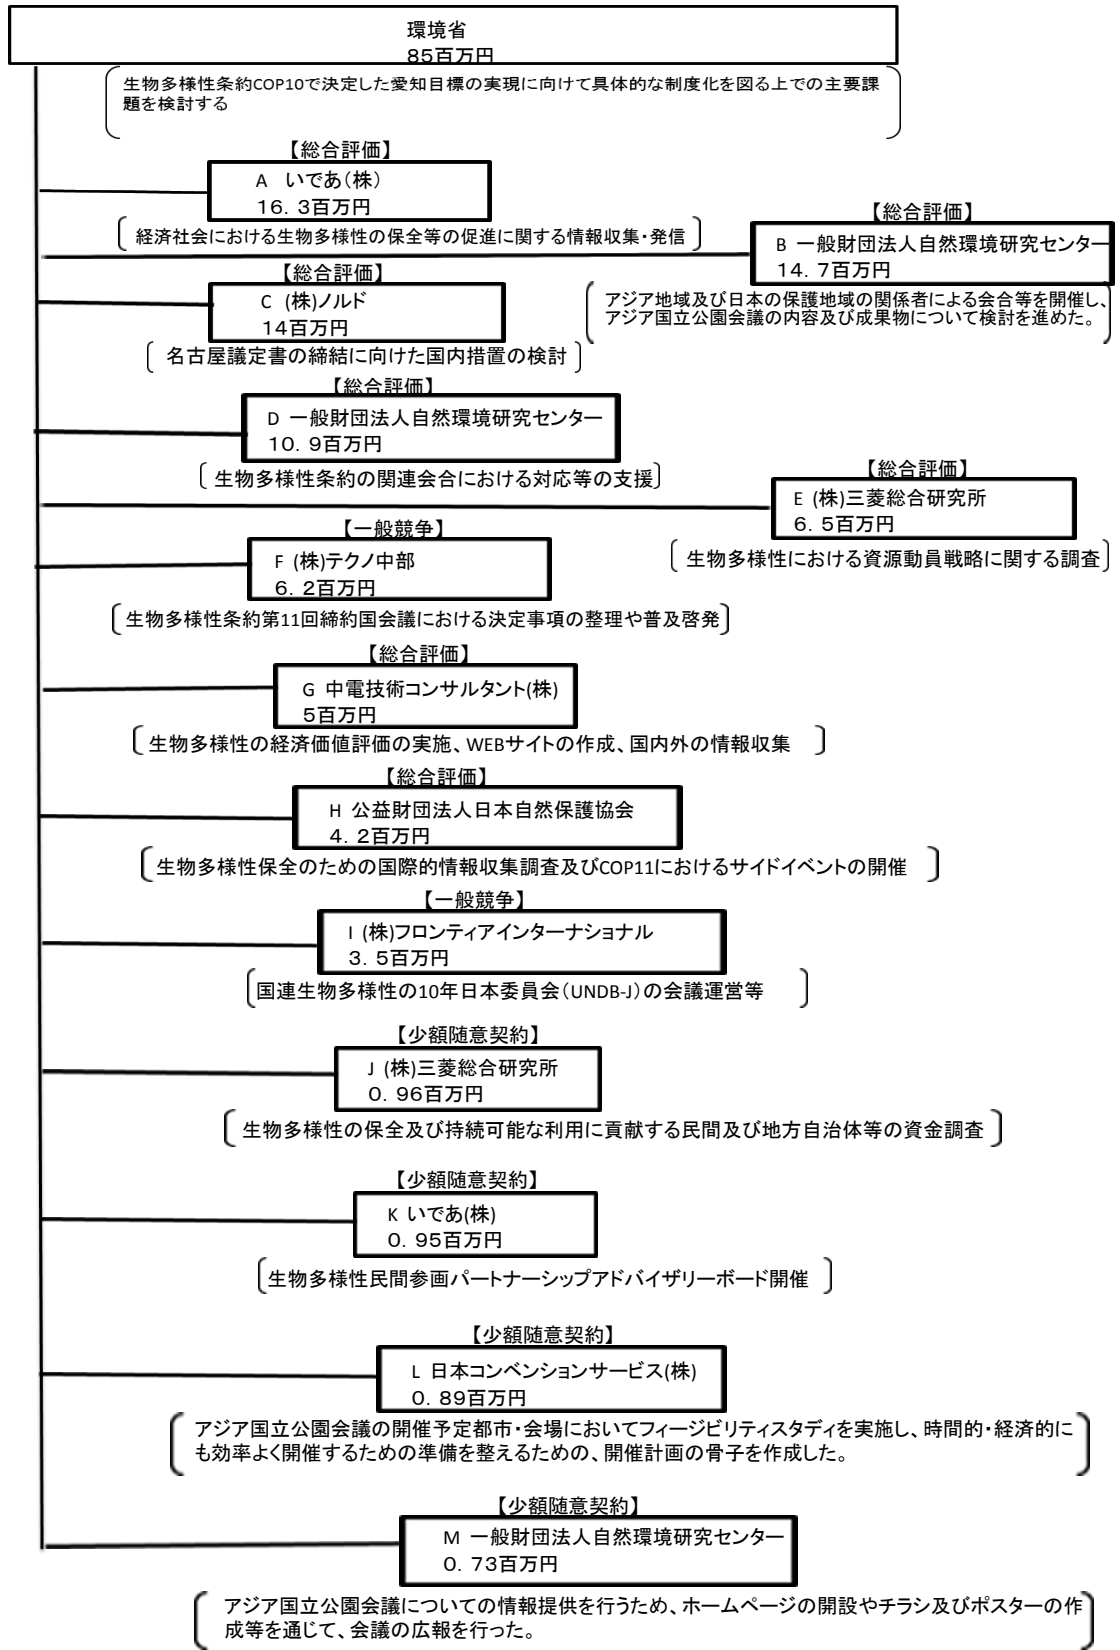 環境省
85百万円
生物多様性条約COP10で決定した愛知目標の実現に向けて具体的な制度化を図る上での主要課
題を検討する
【総合評価】
A いであ(株)
16.3百万円
経済社会における生物多様性の保全等の促進に関する情報収集・発信
【総合評価】
B 一般財団法人自然環境研究センター
14.7百万円
アジア地域及び日本の保護地域の関係者による会合等を開催し、
アジア国立公園会議の内容及び成果物について検討を進めた。
【総合評価】
C (株)ノルド
14百万円
名古屋議定書の締結に向けた国内措置の検討
【総合評価】
D 一般財団法人自然環境研究センター
10.9百万円
生物多様性条約の関連会合における対応等の支援
【総合評価】
E (株)三菱総合研究所
6.5百万円
生物多様性における資源動員戦略に関する調査
【一般競争】
F (株)テクノ中部
6.2百万円
生物多様性条約第11回締約国会議における決定事項の整理や普及啓発
【総合評価】
G 中電技術コンサルタント(株)
5百万円
生物多様性の経済価値評価の実施、WEBサイトの作成、国内外の情報収集
【総合評価】
H 公益財団法人日本自然保護協会
4.2百万円
生物多様性保全のための国際的情報収集調査及びCOP11におけるサイドイベントの開催
【一般競争】
I (株)フロンティアインターナショナル
3.5百万円
国連生物多様性の10年日本委員会(UNDB-J)の会議運営等
【少額随意契約】
J (株)三菱総合研究所
0.96百万円
生物多様性の保全及び持続可能な利用に貢献する民間及び地方自治体等の資金調査
【少額随意契約】
K いであ(株)
0.95百万円
生物多様性民間参画パートナーシップアドバイザリーボード開催
【少額随意契約】
L 日本コンベンションサービス(株)
0.89百万円
アジア国立公園会議の開催予定都市・会場においてフィージビリティスタディを実施し、時間的・経済的に
も効率よく開催するための準備を整えるための、開催計画の骨子を作成した。
【少額随意契約】
M 一般財団法人自然環境研究センター
0.73百万円
アジア国立公園会議についての情報提供を行うため、ホームページの開設やチラシ及びポスターの作
成等を通じて、会議の広報を行った。